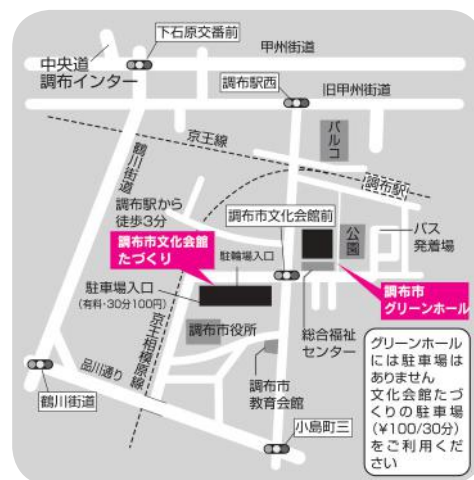 下石原交番前
甲州街道
中央道
調布インター
調布駅西
旧甲州街道
京王線
パルコ
鶴川街道
調布駅
調布駅から
徒歩3分
調布市文化会館前
公園
バス
発着場
調布市文化会館
たづくり
駐輪場入口
駐車場入口
(有料・30分100円)
調布市
グリーンホール
京王相模原線
調布市役所
総合福祉
センター
品川通り
調布市
教育会館
鶴川街道
小島町三
グリーンホール
には駐車場は
ありません
文化会館たづ
くりの駐車場
(¥100/30分)
をご利用くだ
さい